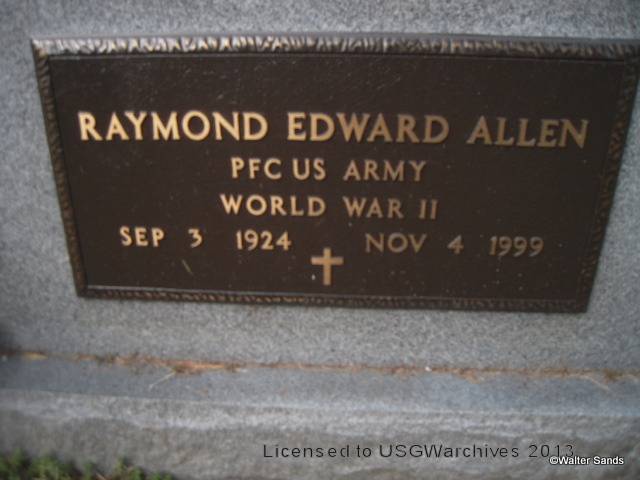 RAYMOND EDWARD ALLEN
PFC US ARMY
WORLD WAR II
SEP 3 1924 NOV 4 1999
Licensed to USGWarchives 2013
©Walter Sands